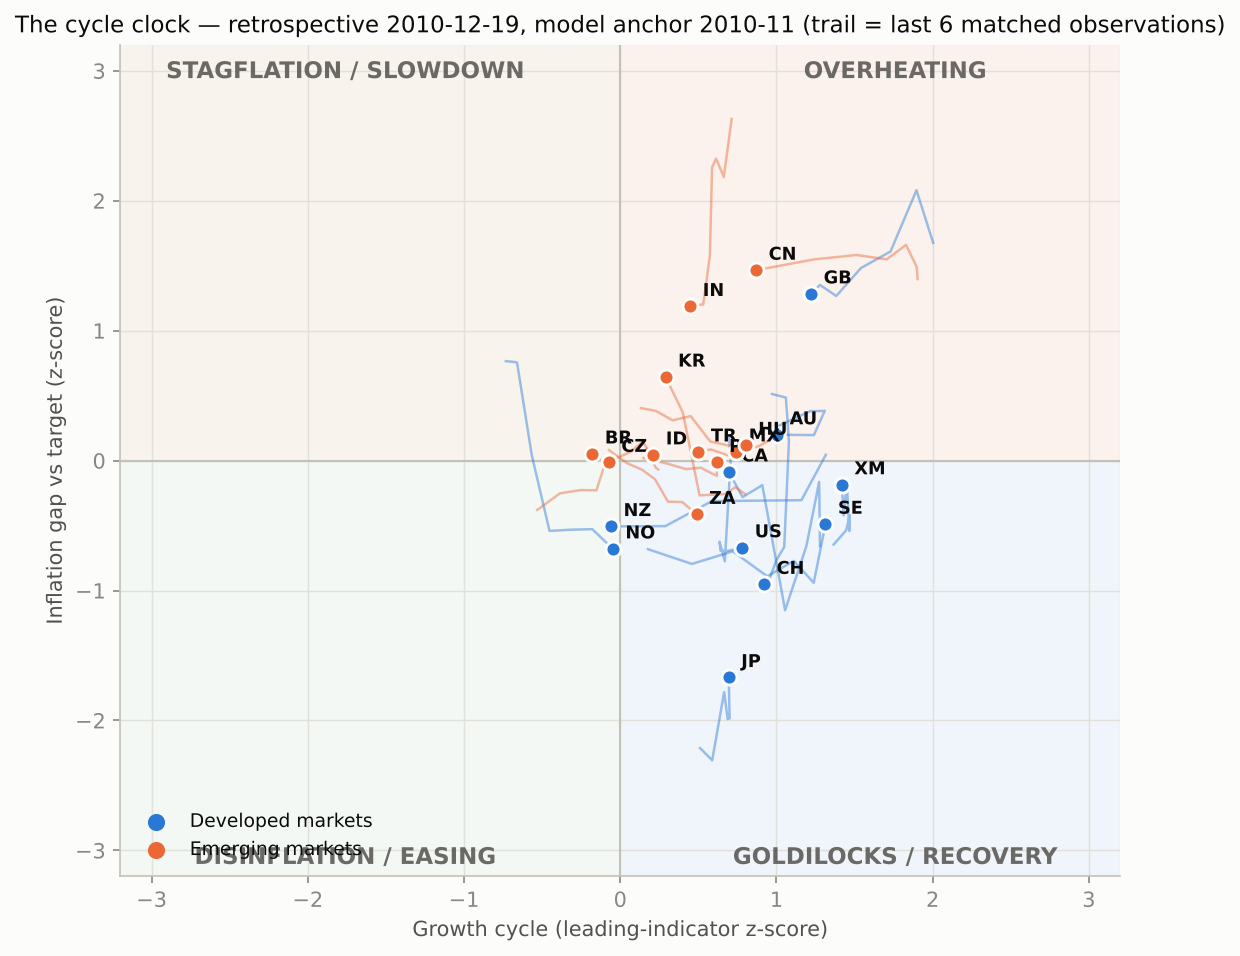 The cycle clock — retrospective 2010-12-19, model anchor 2010-11 (trail = last 6 matched observations)
STAGFLATION / SLOWDOWN
OVERHEATING
3
2
1
0
−1
−2
−3
Inflation gap vs target (z-score)
CN
GB
IN
KR
AU
HU
BR
CZ
ID
TR
MX
CA
XM
ZA
SE
NZ
NO
US
CH
JP
Developed markets
Emerging markets
DISINFLATION / EASING
GOLDILOCKS / RECOVERY
−3
−2
−1
0
1
2
3
Growth cycle (leading-indicator z-score)